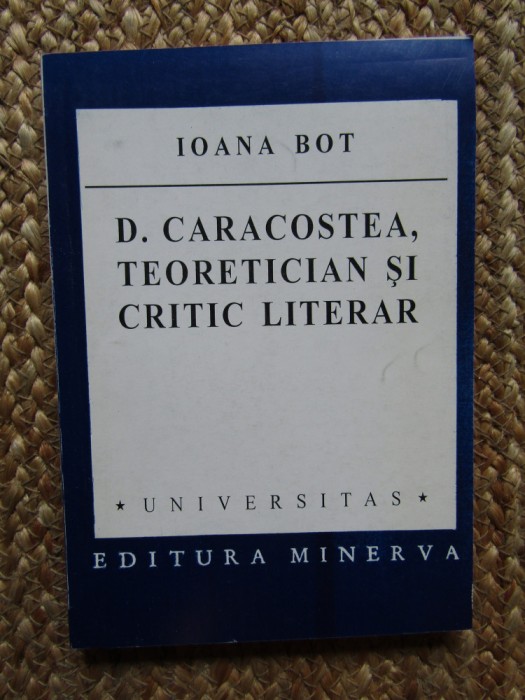 IOANA BOT
D. CARACOSTEA,
TEORETICIAN ŞI
CRITIC LITERAR
★ UNIVERSITAS ★
EDITURA MINERVA